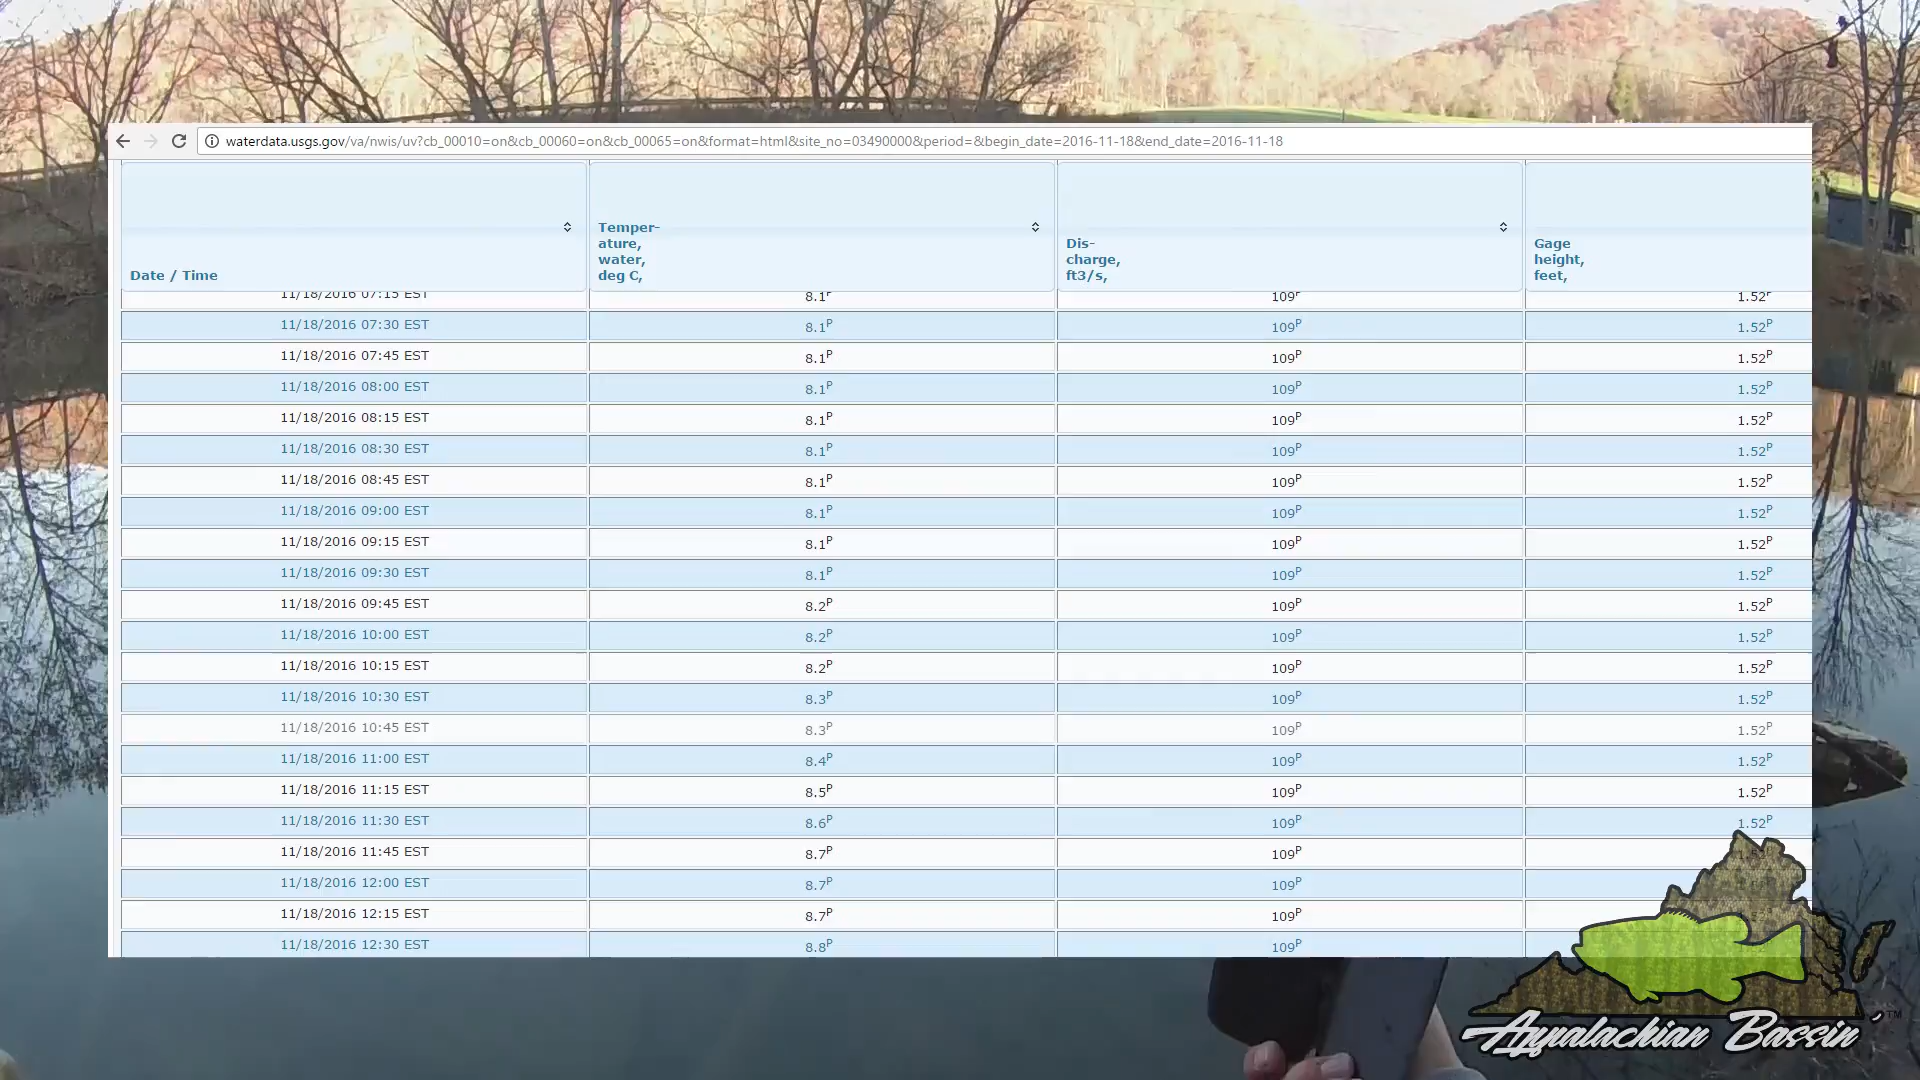 waterdata.usgs.gov/va/nwis/uv?cb_00010=on&cb_00060=on&cb_00065=on&format=html&site_no=03490000&period=&begin_date=2016-11-18&end_date=2016-11-18
Date / Time
Temper-
ature,
water,
deg C,
Dis-
charge,
ft3/s,
Gage
height,
feet,
11/18/2016 07:15 EST 8.1P 109P 1.52P
11/18/2016 07:30 EST 8.1P 109P 1.52P
11/18/2016 07:45 EST 8.1P 109P 1.52P
11/18/2016 08:00 EST 8.1P 109P 1.52P
11/18/2016 08:15 EST 8.1P 109P 1.52P
11/18/2016 08:30 EST 8.1P 109P 1.52P
11/18/2016 08:45 EST 8.1P 109P 1.52P
11/18/2016 09:00 EST 8.1P 109P 1.52P
11/18/2016 09:15 EST 8.1P 109P 1.52P
11/18/2016 09:30 EST 8.1P 109P 1.52P
11/18/2016 09:45 EST 8.2P 109P 1.52P
11/18/2016 10:00 EST 8.2P 109P 1.52P
11/18/2016 10:15 EST 8.2P 109P 1.52P
11/18/2016 10:30 EST 8.3P 109P 1.52P
11/18/2016 10:45 EST 8.3P 109P 1.52P
11/18/2016 11:00 EST 8.4P 109P 1.52P
11/18/2016 11:15 EST 8.5P 109P 1.52P
11/18/2016 11:30 EST 8.6P 109P 1.52P
11/18/2016 11:45 EST 8.7P 109P
11/18/2016 12:00 EST 8.7P 109P
11/18/2016 12:15 EST 8.7P 109P
11/18/2016 12:30 EST 8.8P 109P
Appalachian Bassin'™